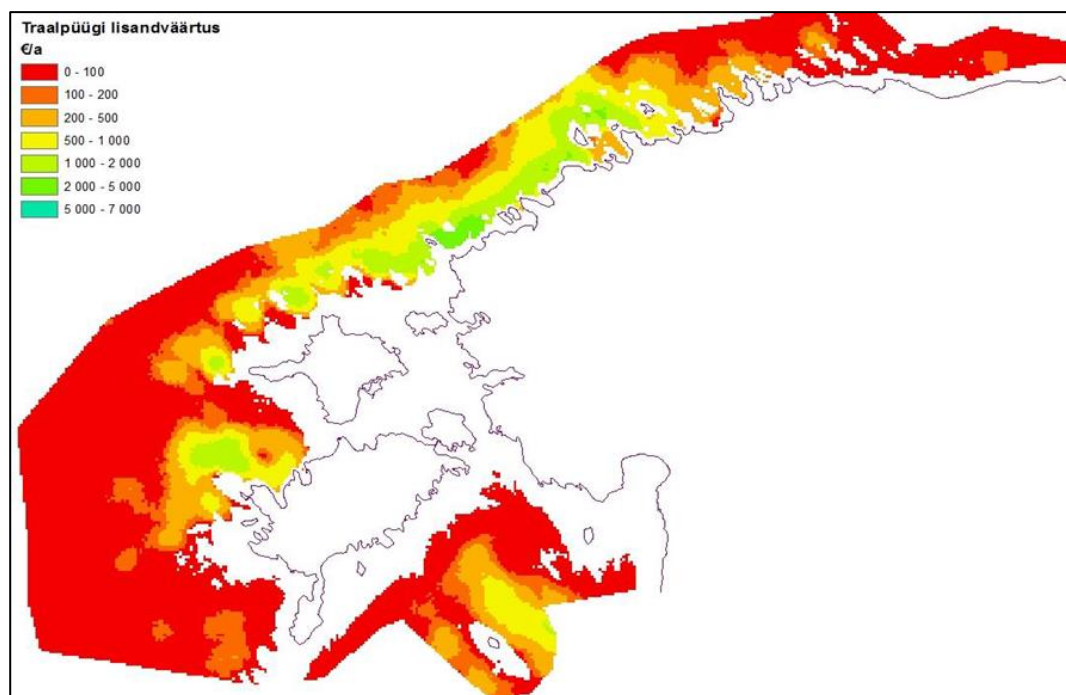 Traalpüügi lisandväärtus
€/a
0 - 100
100 - 200
200 - 500
500 - 1 000
1 000 - 2 000
2 000 - 5 000
5 000 - 7 000